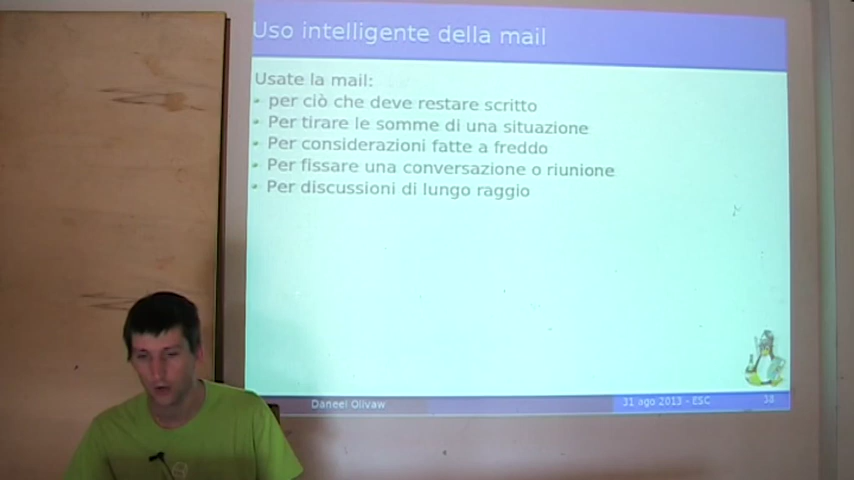 Uso intelligente della mail
Usate la mail:
per ciò che deve restare scritto
Per tirare le somme di una situazione
Per considerazioni fatte a freddo
Per fissare una conversazione o riunione
Per discussioni di lungo raggio
Daneel Olivaw
31 ago 2013 - ESC
38